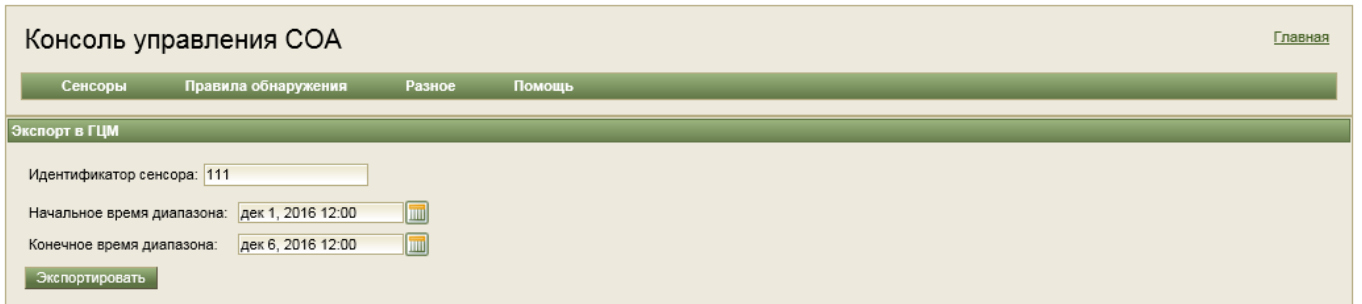 Консоль управления СОА
Главная
Сенсоры Правила обнаружения Разное Помощь
Экспорт в ГЦМ
Идентификатор сенсора: 111
Начальное время диапазона: дек 1, 2016 12:00
Конечное время диапазона: дек 6, 2016 12:00
Экспортировать